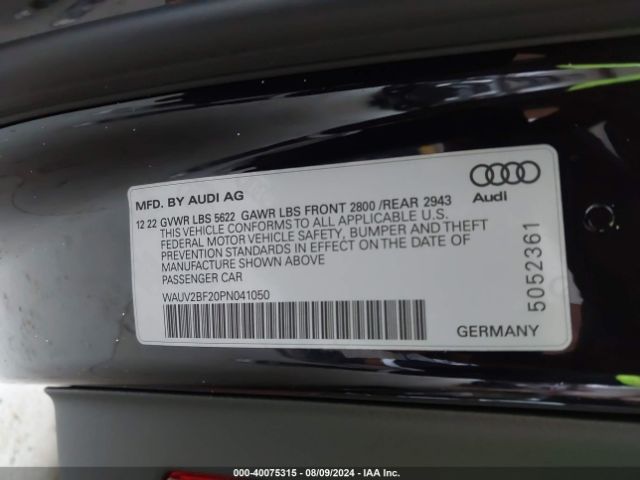 MFD. BY AUDI AG
Audi
12 22 GVWR LBS 5622 GAWR LBS FRONT 2800 /REAR 2943
THIS VEHICLE CONFORMS TO ALL APPLICABLE U.S.
FEDERAL MOTOR VEHICLE SAFETY, BUMPER AND THEFT
PREVENTION STANDARDS IN EFFECT ON THE DATE OF
MANUFACTURE SHOWN ABOVE
PASSENGER CAR
WAUV2BF20PN041050
5052361
GERMANY
000-40075315 - 08/09/2024 - IAA Inc.